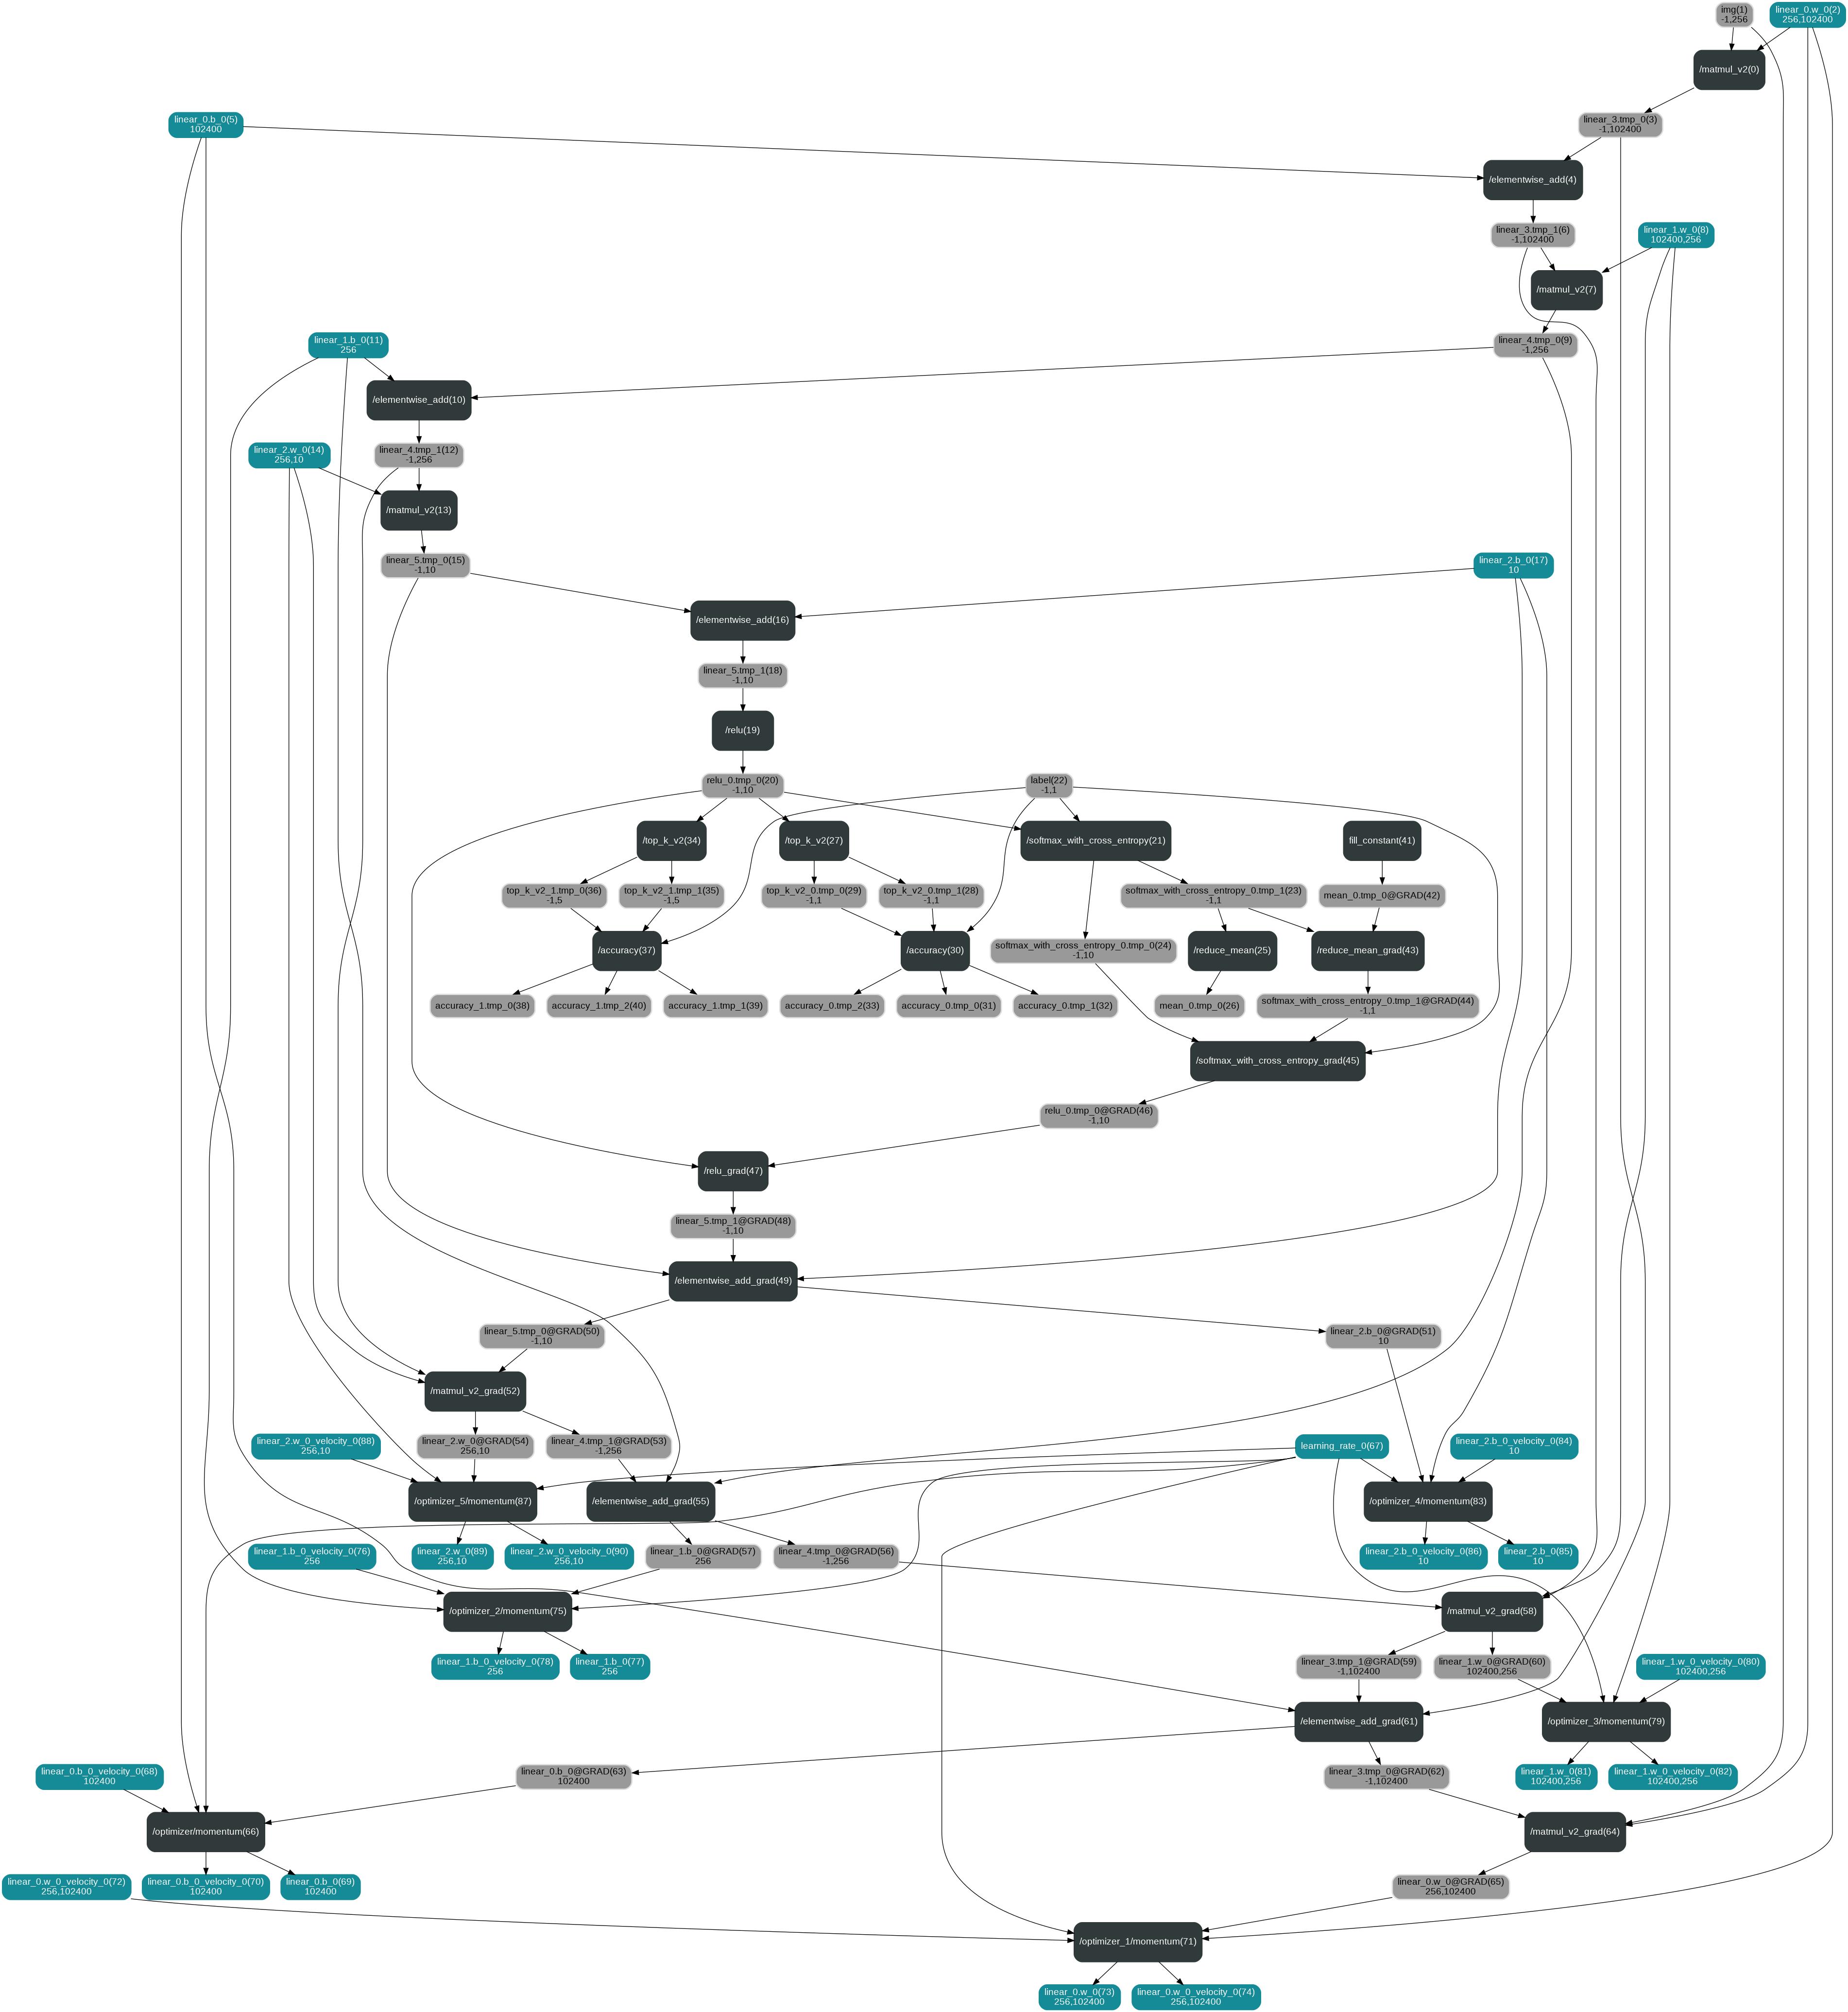 img(1)
-1,256
linear_0.w_0(2)
256,102400
/matmul_v2(0)
linear_0.b_0(5)
102400
linear_3.tmp_0(3)
-1,102400
/elementwise_add(4)
linear_3.tmp_1(6)
-1,102400
linear_1.w_0(8)
102400,256
/matmul_v2(7)
linear_1.b_0(11)
256
linear_4.tmp_0(9)
-1,256
/elementwise_add(10)
linear_2.w_0(14)
256,10
linear_4.tmp_1(12)
-1,256
/matmul_v2(13)
linear_5.tmp_0(15)
-1,10
linear_2.b_0(17)
10
/elementwise_add(16)
linear_5.tmp_1(18)
-1,10
/relu(19)
relu_0.tmp_0(20)
-1,10
label(22)
-1,1
/top_k_v2(34)
/top_k_v2(27)
/softmax_with_cross_entropy(21)
fill_constant(41)
top_k_v2_1.tmp_0(36)
-1,5
top_k_v2_1.tmp_1(35)
-1,5
top_k_v2_0.tmp_0(29)
-1,1
top_k_v2_0.tmp_1(28)
-1,1
softmax_with_cross_entropy_0.tmp_1(23)
-1,1
mean_0.tmp_0@GRAD(42)
/accuracy(37)
/accuracy(30)
softmax_with_cross_entropy_0.tmp_0(24)
-1,10
/reduce_mean(25)
/reduce_mean_grad(43)
accuracy_1.tmp_0(38)
accuracy_1.tmp_2(40)
accuracy_1.tmp_1(39)
accuracy_0.tmp_2(33)
accuracy_0.tmp_0(31)
accuracy_0.tmp_1(32)
mean_0.tmp_0(26)
softmax_with_cross_entropy_0.tmp_1@GRAD(44)
-1,1
/softmax_with_cross_entropy_grad(45)
relu_0.tmp_0@GRAD(46)
-1,10
/relu_grad(47)
linear_5.tmp_1@GRAD(48)
-1,10
/elementwise_add_grad(49)
linear_5.tmp_0@GRAD(50)
-1,10
linear_2.b_0@GRAD(51)
10
/matmul_v2_grad(52)
linear_2.w_0_velocity_0(88)
256,10
linear_2.w_0@GRAD(54)
256,10
linear_4.tmp_1@GRAD(53)
-1,256
learning_rate_0(67)
linear_2.b_0_velocity_0(84)
10
/optimizer_5/momentum(87)
/elementwise_add_grad(55)
/optimizer_4/momentum(83)
linear_1.b_0_velocity_0(76)
256
linear_2.w_0(89)
256,10
linear_2.w_0_velocity_0(90)
256,10
linear_1.b_0@GRAD(57)
256
linear_4.tmp_0@GRAD(56)
-1,256
linear_2.b_0_velocity_0(86)
10
linear_2.b_0(85)
10
/optimizer_2/momentum(75)
/matmul_v2_grad(58)
linear_1.b_0_velocity_0(78)
256
linear_1.b_0(77)
256
linear_3.tmp_1@GRAD(59)
-1,102400
linear_1.w_0@GRAD(60)
102400,256
linear_1.w_0_velocity_0(80)
102400,256
/elementwise_add_grad(61)
/optimizer_3/momentum(79)
linear_0.b_0_velocity_0(68)
102400
linear_0.b_0@GRAD(63)
102400
linear_3.tmp_0@GRAD(62)
-1,102400
linear_1.w_0(81)
102400,256
linear_1.w_0_velocity_0(82)
102400,256
/optimizer/momentum(66)
/matmul_v2_grad(64)
linear_0.w_0_velocity_0(72)
256,102400
linear_0.b_0_velocity_0(70)
102400
linear_0.b_0(69)
102400
linear_0.w_0@GRAD(65)
256,102400
/optimizer_1/momentum(71)
linear_0.w_0(73)
256,102400
linear_0.w_0_velocity_0(74)
256,102400